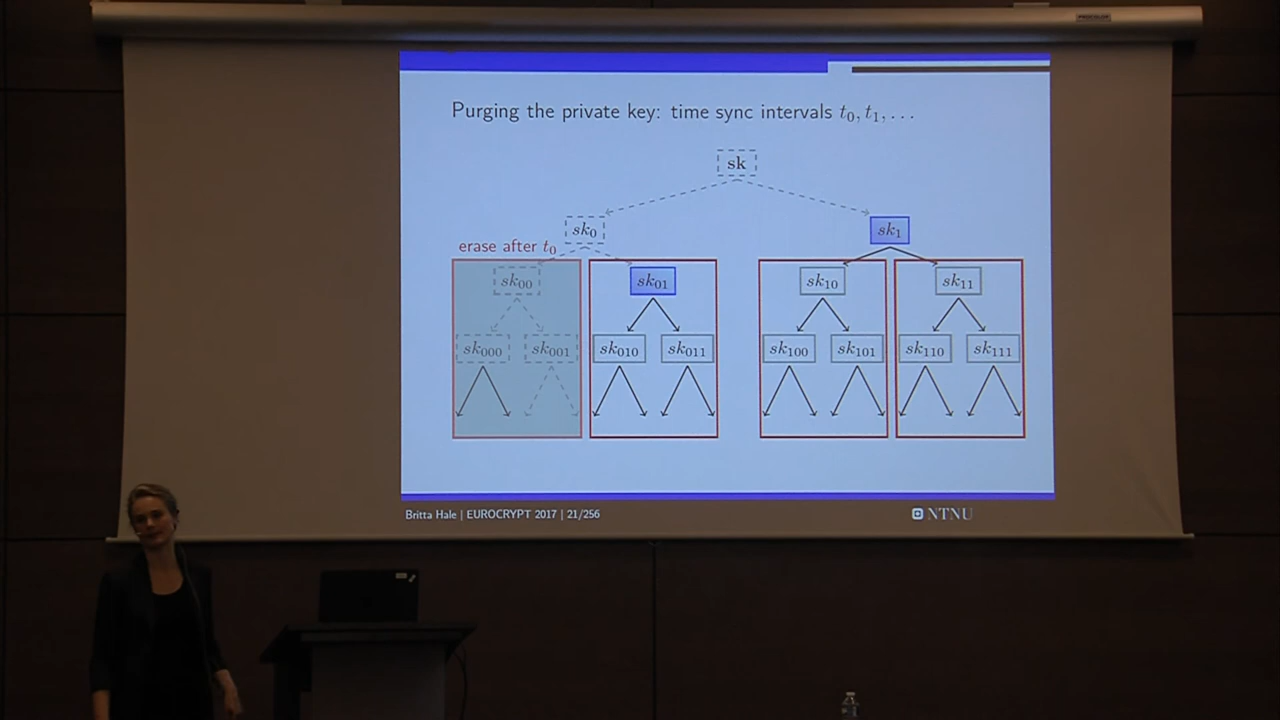 Purging the private key: time sync intervals t₀, t₁, ...
sk
sk₀
sk₁
erase after t₀
sk₀₀
sk₀₁
sk₁₀
sk₁₁
sk₀₀₀
sk₀₀₁
sk₀₁₀
sk₀₁₁
sk₁₀₀
sk₁₀₁
sk₁₁₀
sk₁₁₁
Britta Hale | EUROCRYPT 2017 | 21/256
NTNU